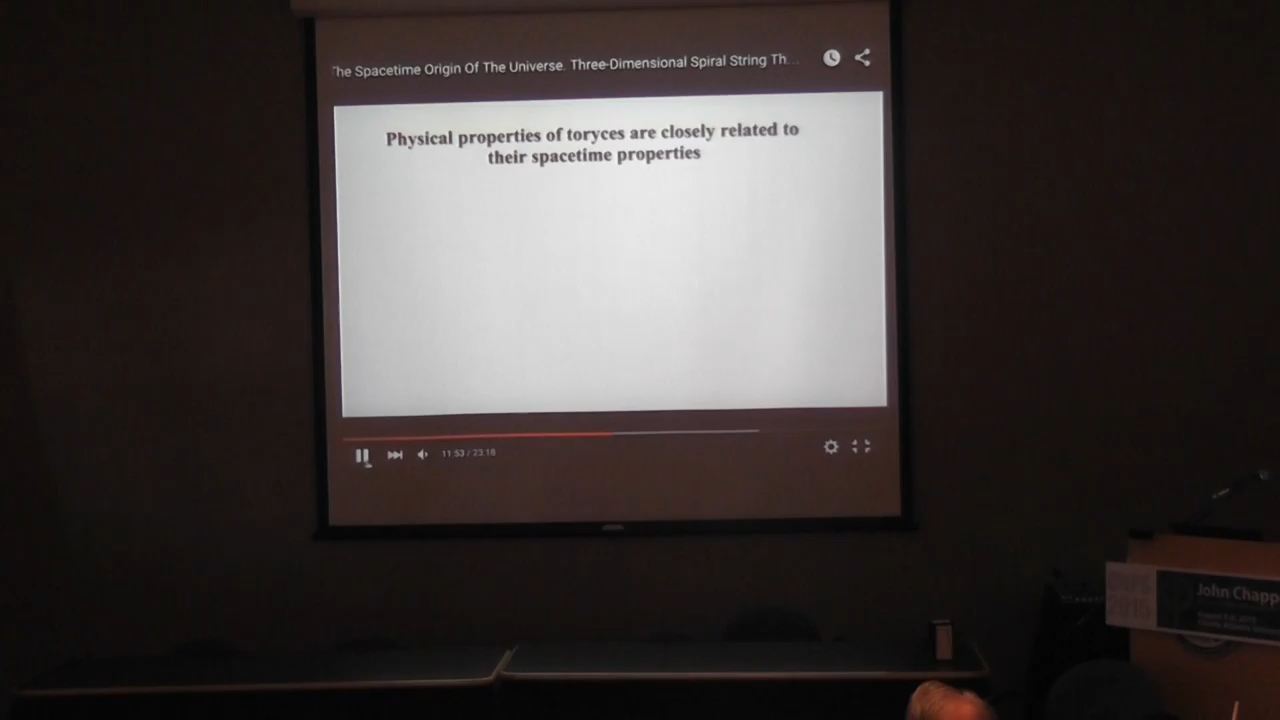 The Spacetime Origin Of The Universe. Three-Dimensional Spiral String Th...
Physical properties of toryces are closely related to
their spacetime properties
11:53 / 23:18
2015
John Chapp